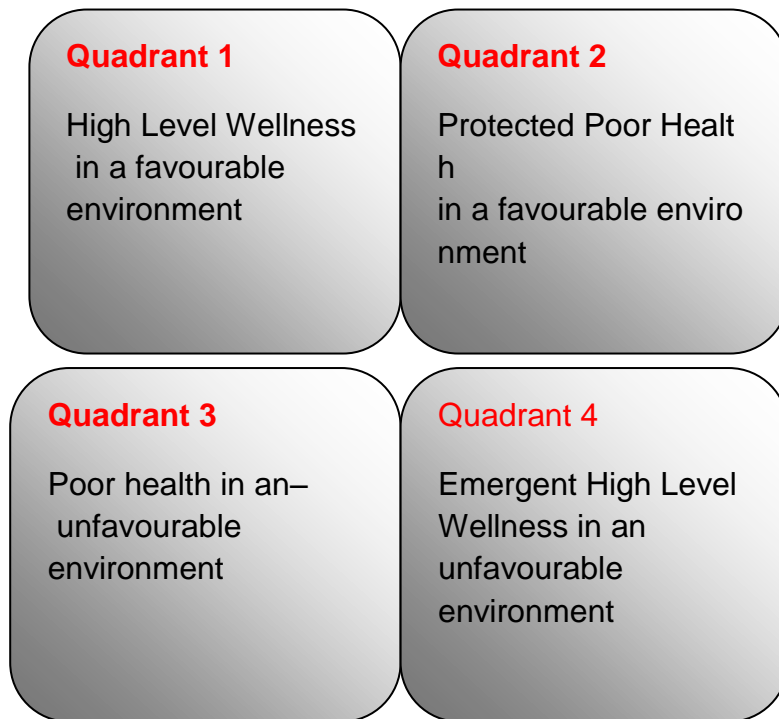 Quadrant 1
High Level Wellness
in a favourable
environment
Quadrant 2
Protected Poor Healt
h
in a favourable enviro
nment
Quadrant 3
Poor health in an–
unfavourable
environment
Quadrant 4
Emergent High Level
Wellness in an
unfavourable
environment